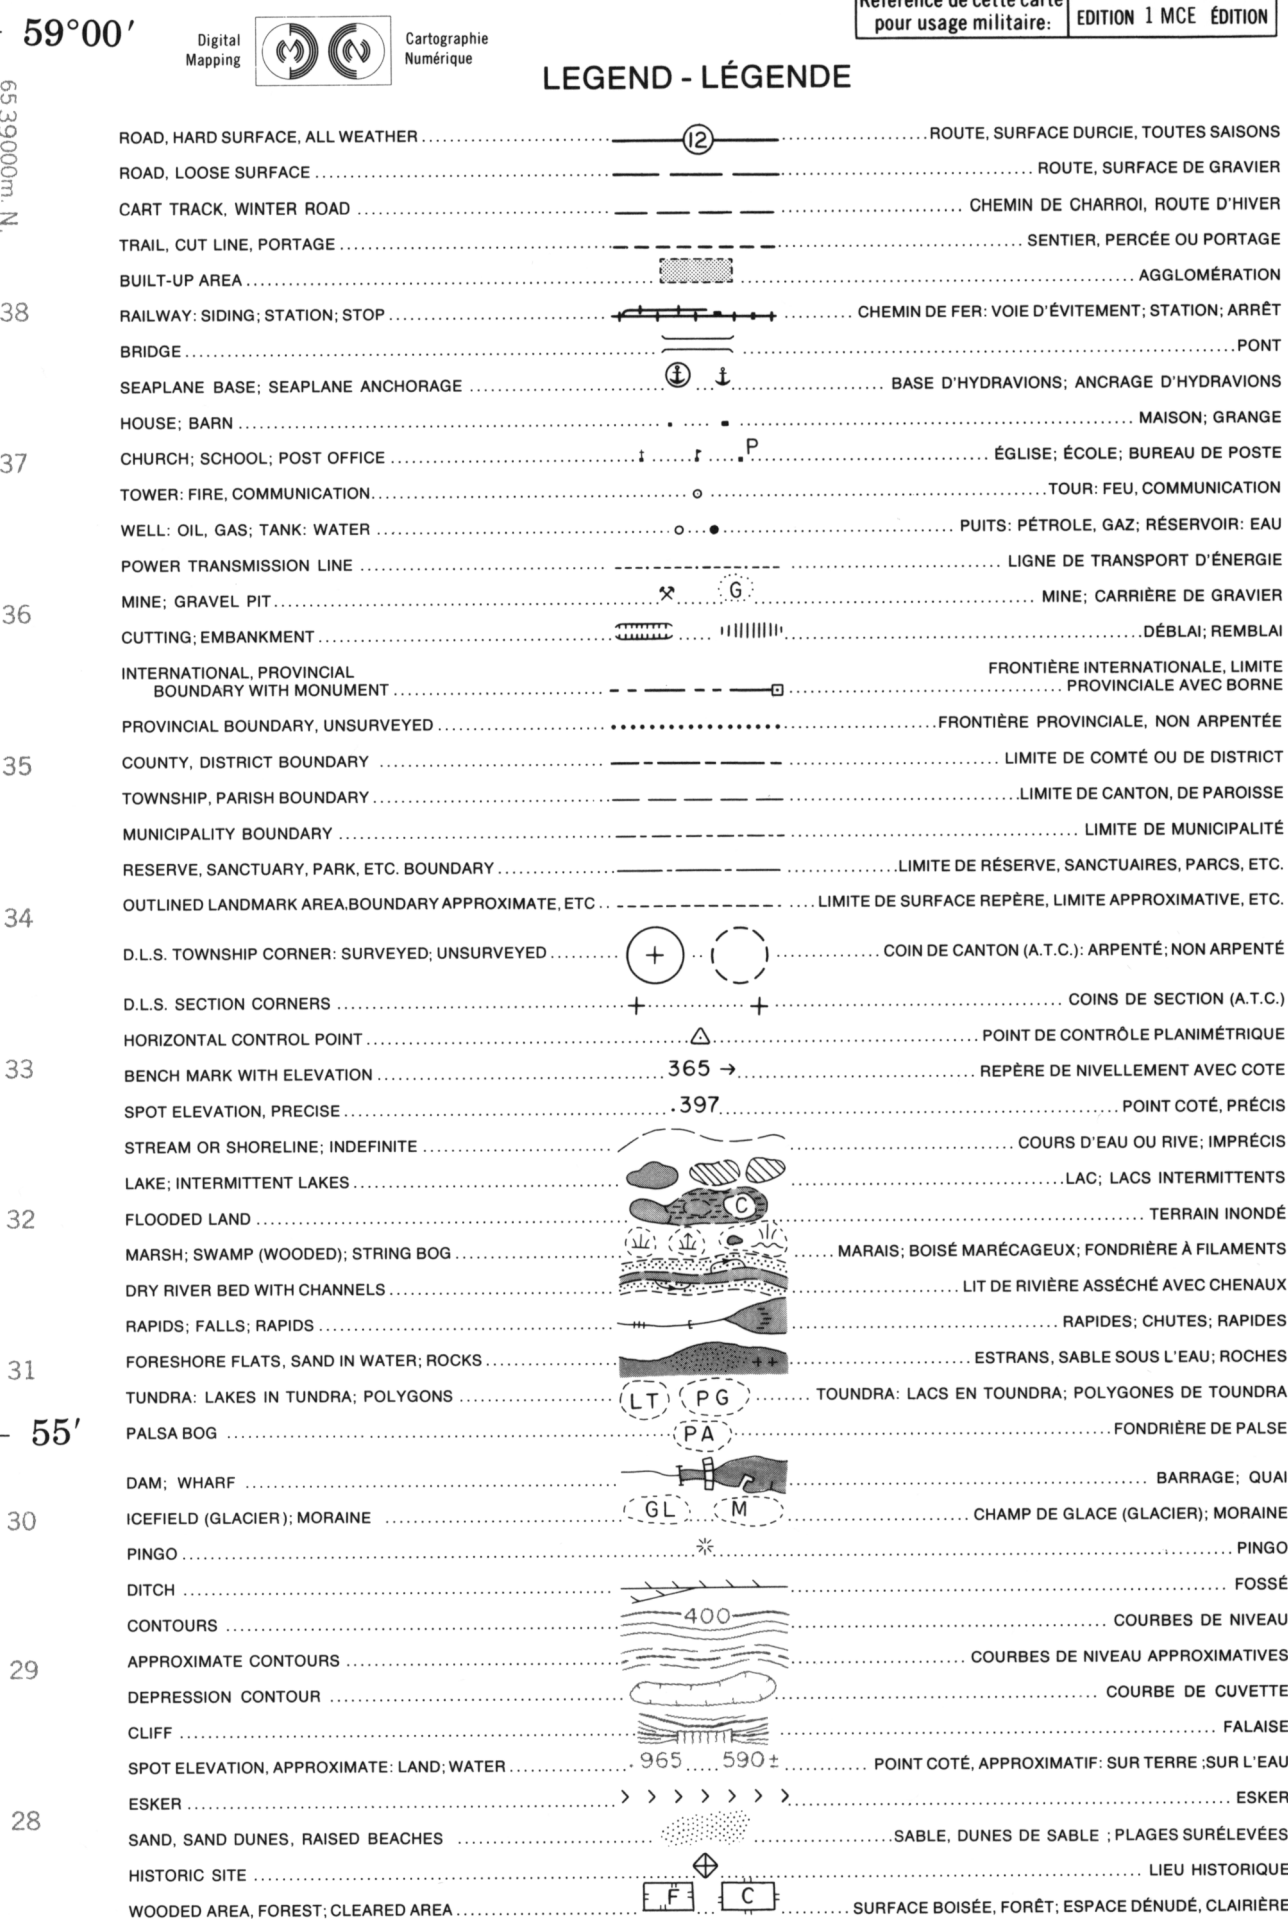 Référence de cette carte
pour usage militaire:
EDITION 1 MCE ÉDITION
59°00′
Digital
Mapping
Cartographie
Numérique
LEGEND - LÉGENDE
6539000m. N.
ROAD, HARD SURFACE, ALL WEATHER 12 ROUTE, SURFACE DURCIE, TOUTES SAISONS
ROAD, LOOSE SURFACE ROUTE, SURFACE DE GRAVIER
CART TRACK, WINTER ROAD CHEMIN DE CHARROI, ROUTE D'HIVER
TRAIL, CUT LINE, PORTAGE SENTIER, PERCÉE OU PORTAGE
BUILT-UP AREA AGGLOMÉRATION
38
RAILWAY: SIDING; STATION; STOP CHEMIN DE FER: VOIE D'ÉVITEMENT; STATION; ARRÊT
BRIDGE PONT
SEAPLANE BASE; SEAPLANE ANCHORAGE BASE D'HYDRAVIONS; ANCRAGE D'HYDRAVIONS
HOUSE; BARN MAISON; GRANGE
37
CHURCH; SCHOOL; POST OFFICE P ÉGLISE; ÉCOLE; BUREAU DE POSTE
TOWER: FIRE, COMMUNICATION TOUR: FEU, COMMUNICATION
WELL: OIL, GAS; TANK: WATER PUITS: PÉTROLE, GAZ; RÉSERVOIR: EAU
POWER TRANSMISSION LINE LIGNE DE TRANSPORT D'ÉNERGIE
MINE; GRAVEL PIT G MINE; CARRIÈRE DE GRAVIER
36
CUTTING; EMBANKMENT DÉBLAI; REMBLAI
INTERNATIONAL, PROVINCIAL FRONTIÈRE INTERNATIONALE, LIMITE
BOUNDARY WITH MONUMENT PROVINCIALE AVEC BORNE
PROVINCIAL BOUNDARY, UNSURVEYED FRONTIÈRE PROVINCIALE, NON ARPENTÉE
35
COUNTY, DISTRICT BOUNDARY LIMITE DE COMTÉ OU DE DISTRICT
TOWNSHIP, PARISH BOUNDARY LIMITE DE CANTON, DE PAROISSE
MUNICIPALITY BOUNDARY LIMITE DE MUNICIPALITÉ
RESERVE, SANCTUARY, PARK, ETC. BOUNDARY LIMITE DE RÉSERVE, SANCTUAIRES, PARCS, ETC.
34
OUTLINED LANDMARK AREA.BOUNDARY APPROXIMATE, ETC LIMITE DE SURFACE REPÈRE, LIMITE APPROXIMATIVE, ETC.
D.L.S. TOWNSHIP CORNER: SURVEYED; UNSURVEYED COIN DE CANTON (A.T.C.): ARPENTÉ; NON ARPENTÉ
D.L.S. SECTION CORNERS COINS DE SECTION (A.T.C.)
HORIZONTAL CONTROL POINT POINT DE CONTRÔLE PLANIMÉTRIQUE
33
BENCH MARK WITH ELEVATION 365 → REPÈRE DE NIVELLEMENT AVEC COTE
SPOT ELEVATION, PRECISE .397 POINT COTÉ, PRÉCIS
STREAM OR SHORELINE; INDEFINITE COURS D'EAU OU RIVE; IMPRÉCIS
LAKE; INTERMITTENT LAKES LAC; LACS INTERMITTENTS
32
FLOODED LAND C TERRAIN INONDÉ
MARSH; SWAMP (WOODED); STRING BOG MARAIS; BOISÉ MARÉCAGEUX; FONDRIÈRE À FILAMENTS
DRY RIVER BED WITH CHANNELS LIT DE RIVIÈRE ASSÉCHÉ AVEC CHENAUX
RAPIDS; FALLS; RAPIDS RAPIDES; CHUTES; RAPIDES
31
FORESHORE FLATS, SAND IN WATER; ROCKS ESTRANS, SABLE SOUS L'EAU; ROCHES
TUNDRA: LAKES IN TUNDRA; POLYGONS LT PG TOUNDRA: LACS EN TOUNDRA; POLYGONES DE TOUNDRA
55′
PALSA BOG PA FONDRIÈRE DE PALSE
DAM; WHARF BARRAGE; QUAI
30
ICEFIELD (GLACIER); MORAINE GL M CHAMP DE GLACE (GLACIER); MORAINE
PINGO PINGO
DITCH FOSSÉ
CONTOURS 400 COURBES DE NIVEAU
29
APPROXIMATE CONTOURS COURBES DE NIVEAU APPROXIMATIVES
DEPRESSION CONTOUR COURBE DE CUVETTE
CLIFF FALAISE
SPOT ELEVATION, APPROXIMATE: LAND; WATER .965 590± POINT COTÉ, APPROXIMATIF: SUR TERRE ;SUR L'EAU
ESKER ESKER
28
SAND, SAND DUNES, RAISED BEACHES SABLE, DUNES DE SABLE ; PLAGES SURÉLEVÉES
HISTORIC SITE LIEU HISTORIQUE
WOODED AREA, FOREST; CLEARED AREA F C SURFACE BOISÉE, FORÊT; ESPACE DÉNUDÉ, CLAIRIÈRE